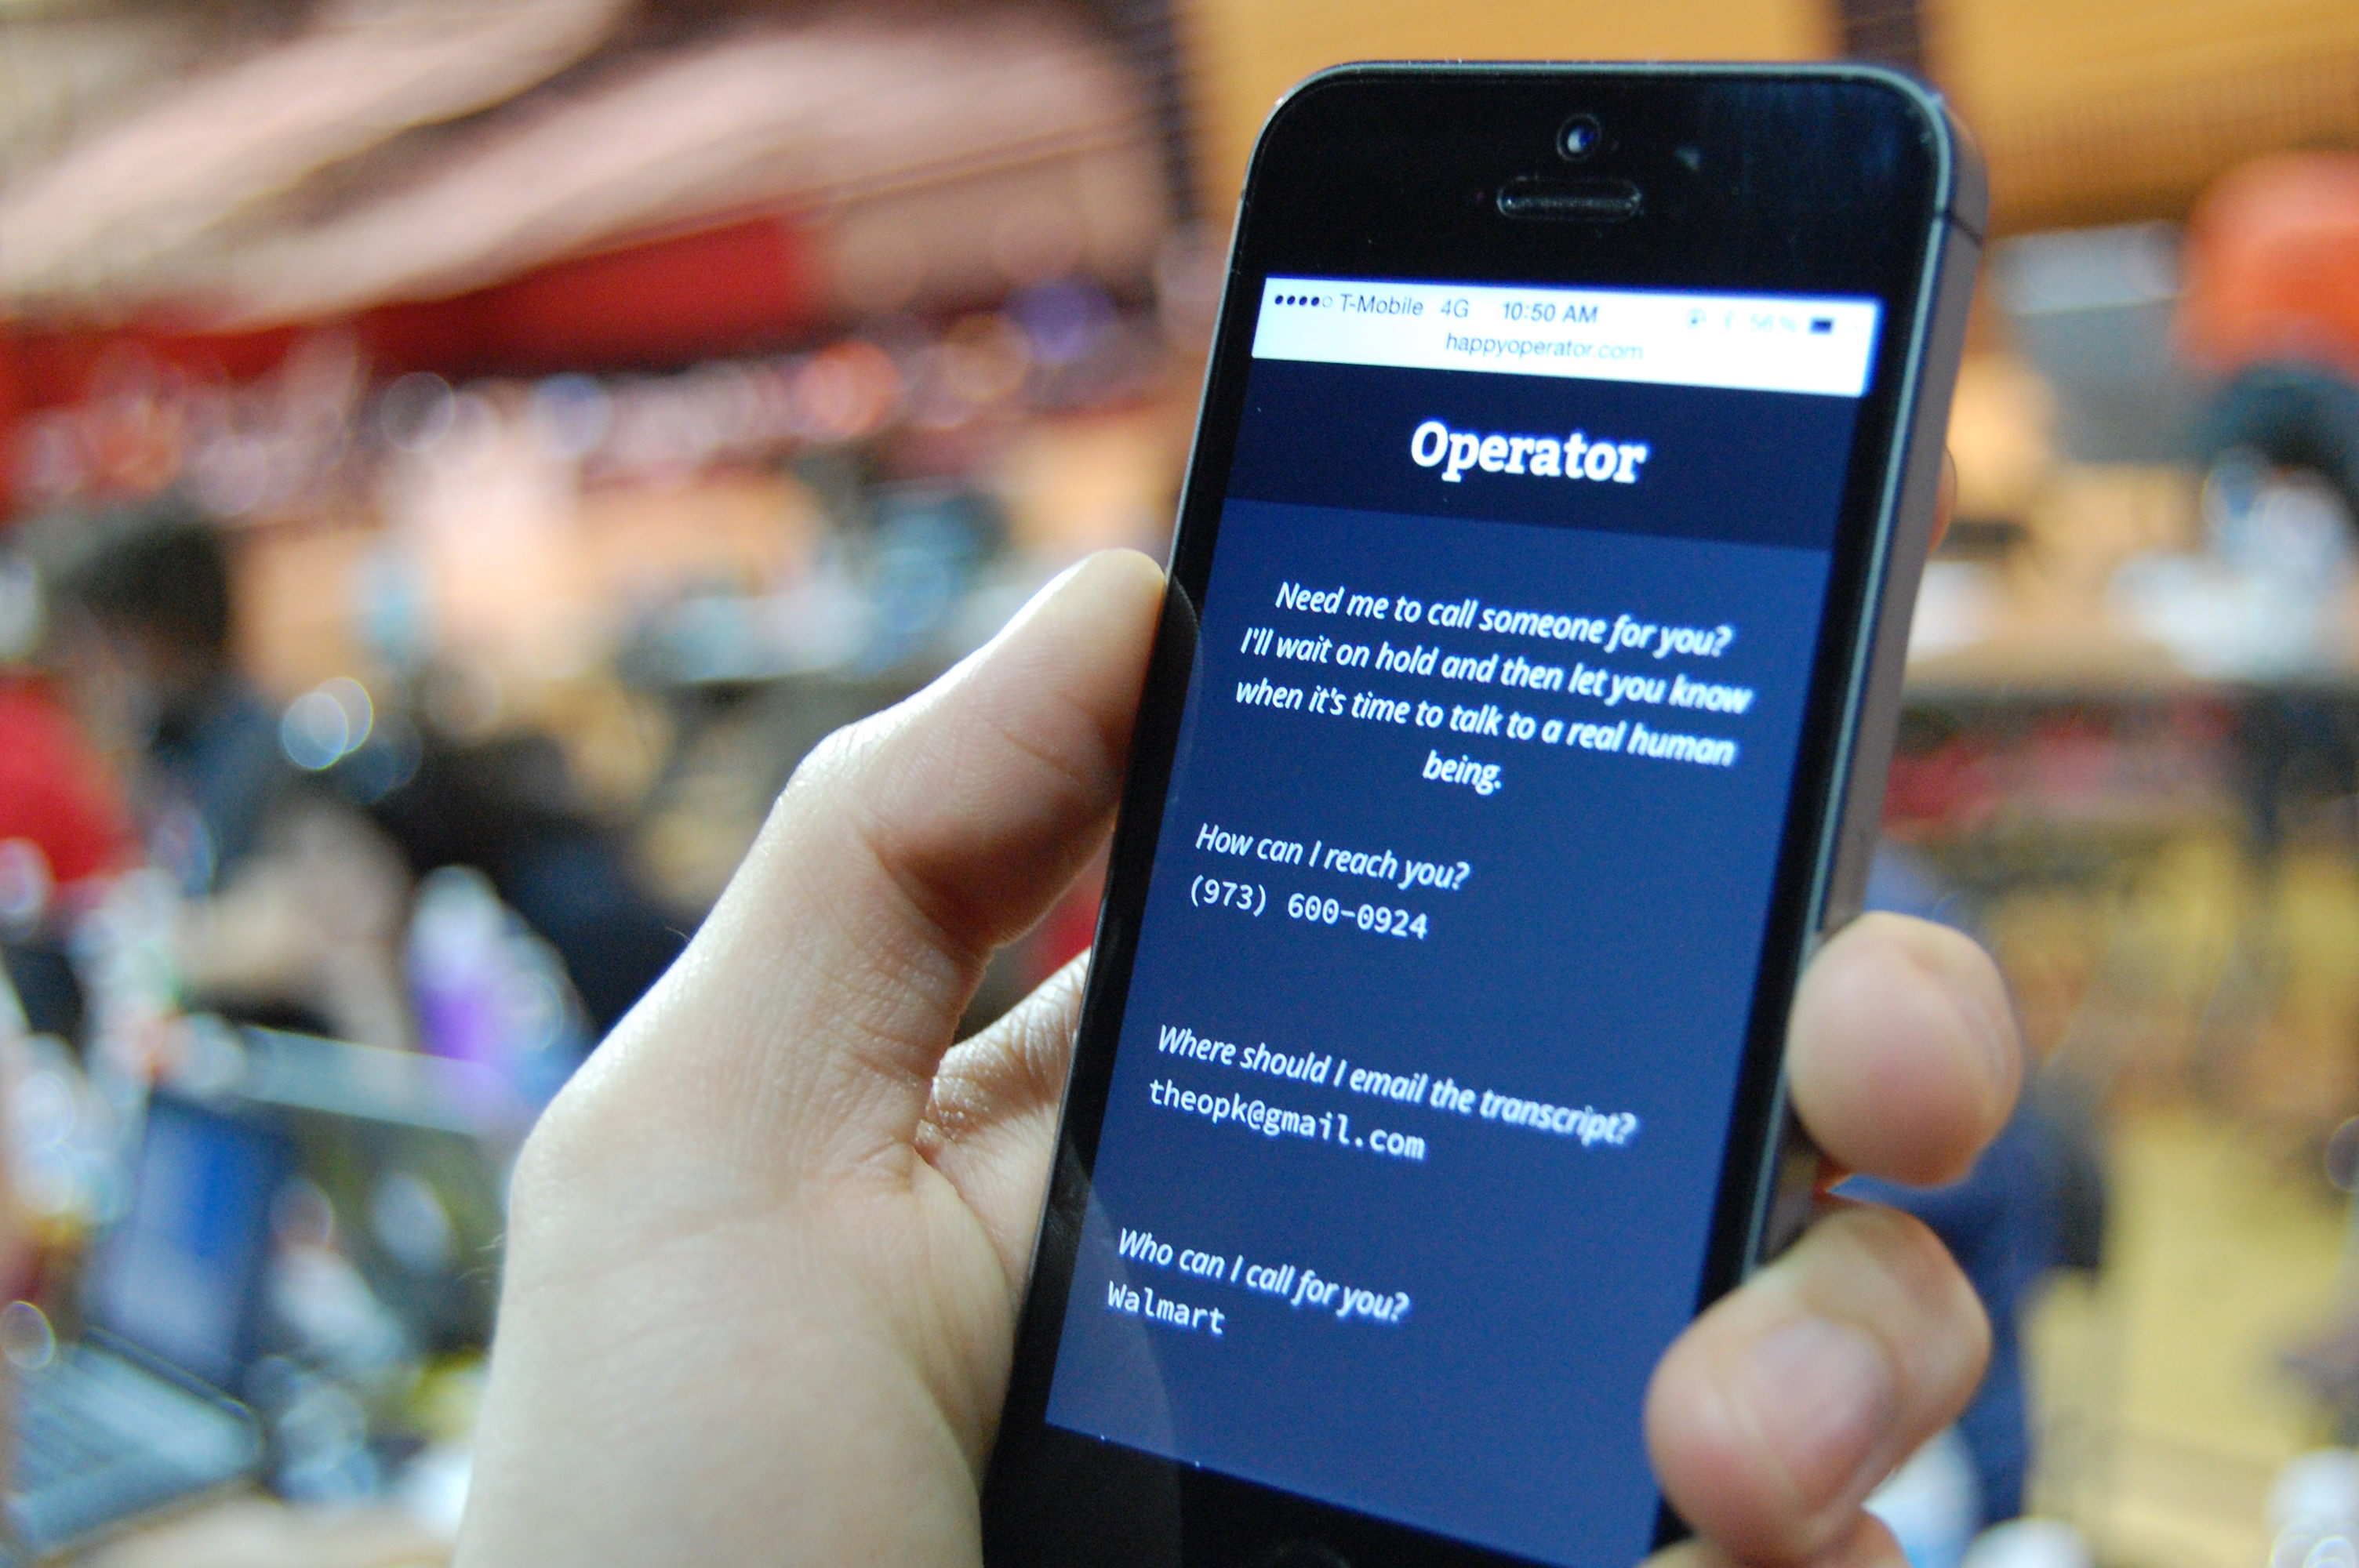 T-Mobile 4G 10:50 AM 56%
happyoperator.com
Operator
Need me to call someone for you?
I'll wait on hold and then let you know
when it's time to talk to a real human
being.
How can I reach you?
(973) 600-0924
Where should I email the transcript?
theopk@gmail.com
Who can I call for you?
Walmart